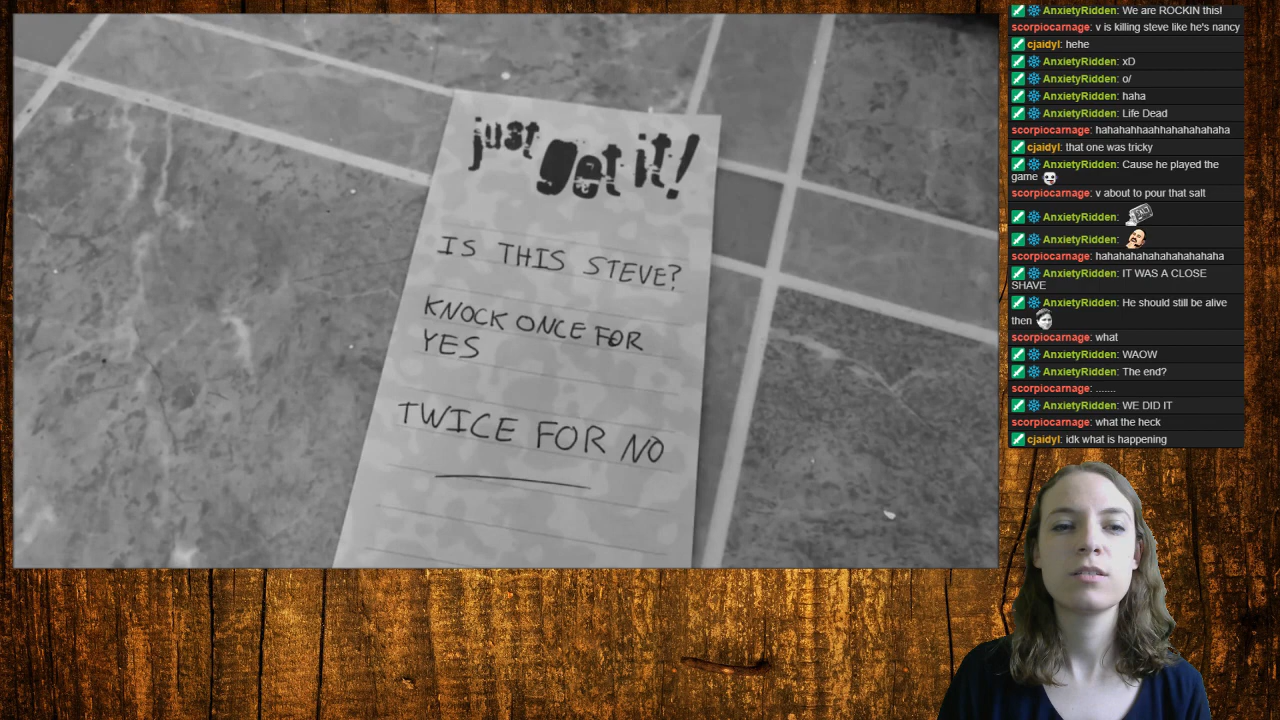 just get it!
IS THIS STEVE?
KNOCK ONCE FOR
YES
TWICE FOR NO
AnxietyRidden: We are ROCKIN this!
scorpiocarnage: v is killing steve like he's nancy
cjaidyl: hehe
AnxietyRidden: xD
AnxietyRidden: o/
AnxietyRidden: haha
AnxietyRidden: Life Dead
scorpiocarnage: hahahahhaahhahahahahaha
cjaidyl: that one was tricky
AnxietyRidden: Cause he played the
game
scorpiocarnage: v about to pour that salt
AnxietyRidden:
AnxietyRidden:
scorpiocarnage: hahahahahahahahahahaha
AnxietyRidden: IT WAS A CLOSE
SHAVE
AnxietyRidden: He should still be alive
then
scorpiocarnage: what
AnxietyRidden: WAOW
AnxietyRidden: The end?
scorpiocarnage: .......
AnxietyRidden: WE DID IT
scorpiocarnage: what the heck
cjaidyl: idk what is happening